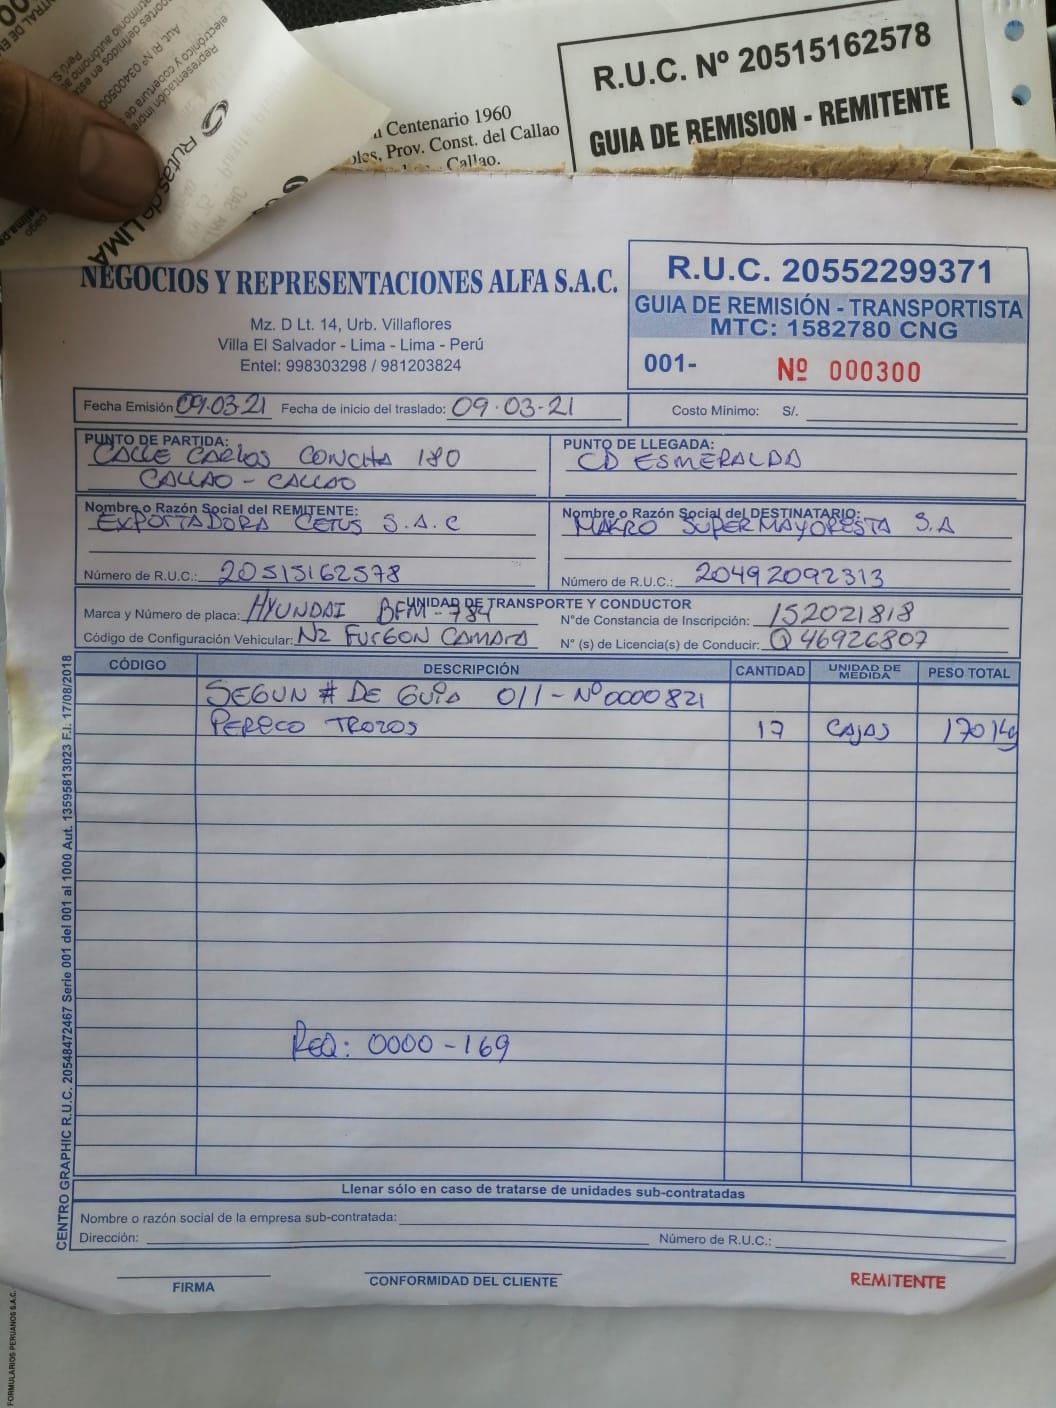 R.U.C. Nº 20515162578
GUIA DE REMISION - REMITENTE
Centenario 1960
Prov. Const. del Callao
Callao.
RUTAS de LIMA
NEGOCIOS Y REPRESENTACIONES ALFA S.A.C.
Mz. D Lt. 14, Urb. Villaflores
Villa El Salvador - Lima - Lima - Perú
Entel: 998303298 / 981203824
R.U.C. 20552299371
GUIA DE REMISIÓN - TRANSPORTISTA
MTC: 1582780 CNG
001- Nº 000300
Fecha Emisión 09.03.21 Fecha de inicio del traslado: 09.03-21
Costo Mínimo: S/.
PUNTO DE PARTIDA:
CALLE CARLOS CONCHA 180
CALLAO - CALLAO
PUNTO DE LLEGADA:
CD ESMERALDA
Nombre o Razón Social del REMITENTE:
EXPORTADORA CETUS S.A.C
Número de R.U.C.: 20515162578
Nombre o Razón Social del DESTINATARIO:
MAKRO SUPERMAYORISTA S.A
Número de R.U.C.: 20492092313
UNIDAD DE TRANSPORTE Y CONDUCTOR
Marca y Número de placa: HYUNDAI BFM-784
N°de Constancia de Inscripción: 152021818
Código de Configuración Vehicular: N2 FURGON CAMARA
N° (s) de Licencia(s) de Conducir: Q46926807
CÓDIGO DESCRIPCIÓN CANTIDAD UNIDAD DE MEDIDA PESO TOTAL
SEGUN # DE GUIA 011-Nº0000821
TROZOS 17 CAJAS 170 Kg
REQ: 0000-169
Llenar sólo en caso de tratarse de unidades sub-contratadas
Nombre o razón social de la empresa sub-contratada:
Dirección: Número de R.U.C.:
FIRMA
CONFORMIDAD DEL CLIENTE
REMITENTE
CENTRO GRAPHIC R.U.C. 20548472467 Serie 001 del 001 al 1000 Aut. 13595813023 F.I. 17/08/2018
FORMULARIOS PERUANOS S.A.C.